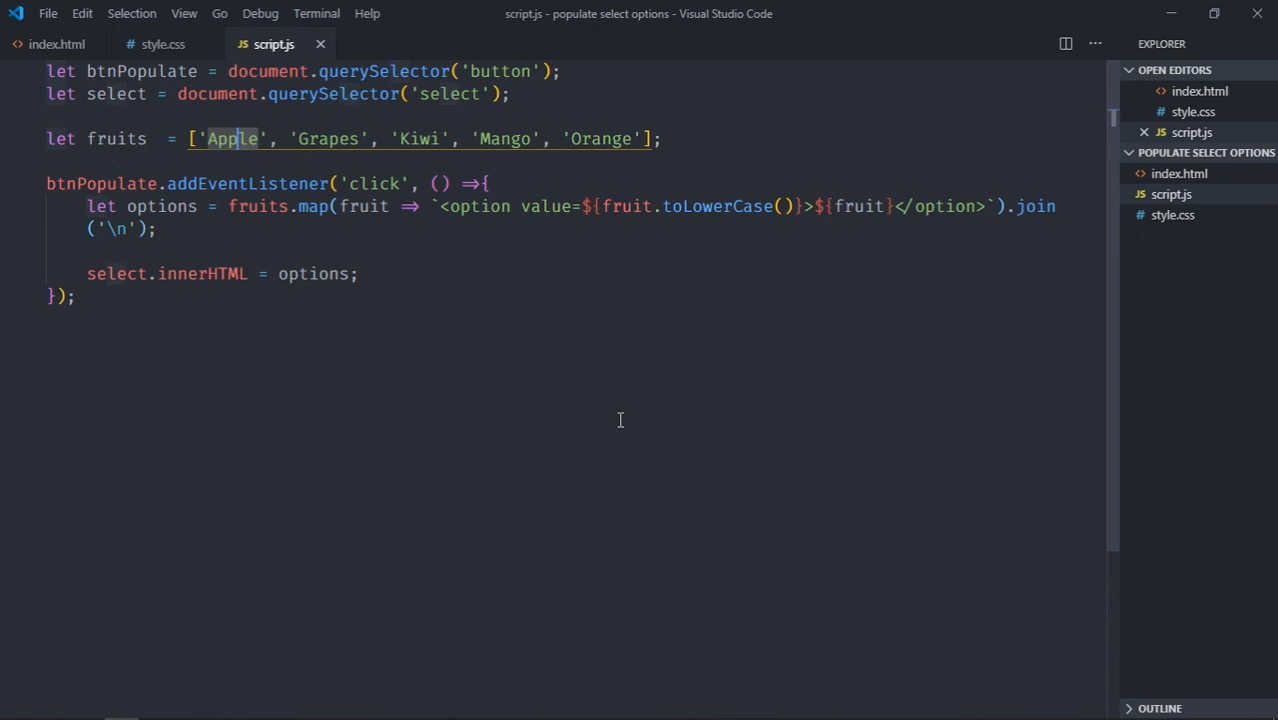 File Edit Selection View Go Debug Terminal Help script.js - populate select options - Visual Studio Code
index.html style.css JS script.js EXPLORER
let btnPopulate = document.querySelector('button');
let select = document.querySelector('select');
let fruits  = ['Apple', 'Grapes', 'Kiwi', 'Mango', 'Orange'];
btnPopulate.addEventListener('click', () =>{
let options = fruits.map(fruit => `<option value=${fruit.toLowerCase()}>${fruit}</option>`).join
('\n');
select.innerHTML = options;
});
OPEN EDITORS
index.html
style.css
JS script.js
POPULATE SELECT OPTIONS
index.html
JS script.js
style.css
OUTLINE